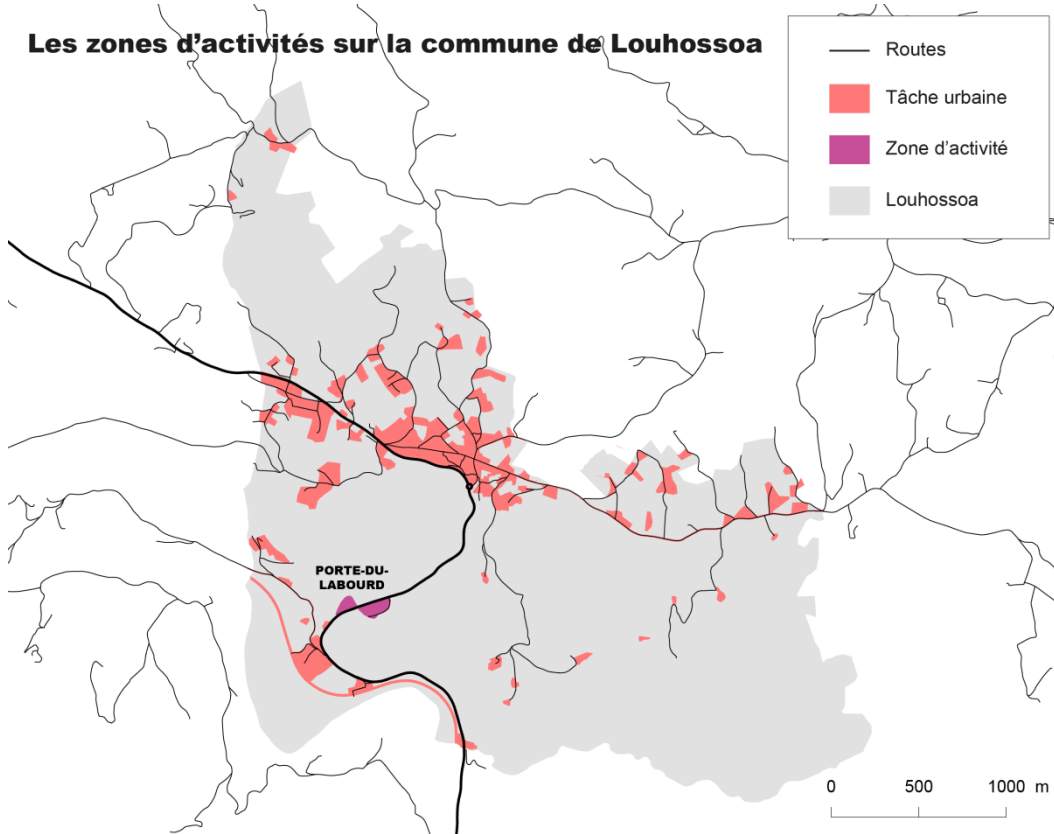 Les zones d'activités sur la commune de Louhossoa
Routes
Tâche urbaine
Zone d'activité
Louhossoa
PORTE-DU-
LABOURD
0 500 1000 m